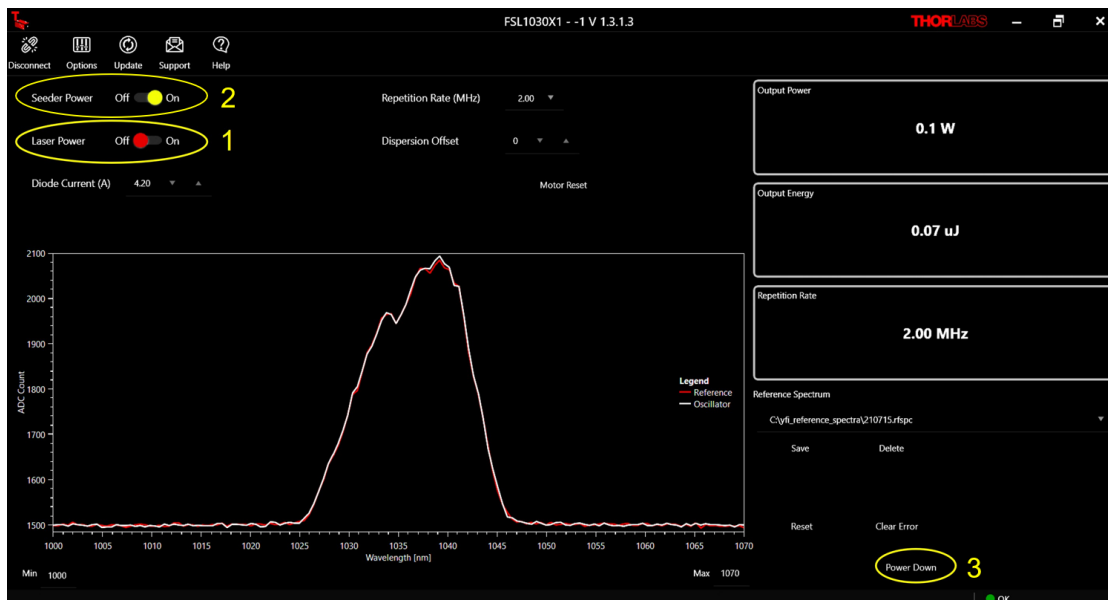 FSL1030X1 - -1 V 1.3.1.3
THORLABS
Disconnect Options Update Support Help
Seeder Power Off On 2
Repetition Rate (MHz) 2.00
Laser Power Off On 1
Dispersion Offset 0
Diode Current (A) 4.20
Motor Reset
Output Power
0.1 W
Output Energy
0.07 uJ
Repetition Rate
2.00 MHz
2100
2000
1900
1800
1700
1600
1500
ADC Count
Legend
Reference
Oscillator
1000 1005 1010 1015 1020 1025 1030 1035 1040 1045 1050 1055 1060 1065 1070
Wavelength [nm]
Min 1000
Max 1070
Reference Spectrum
C:\yfi_reference_spectra\210715.rfspc
Save Delete
Reset Clear Error
Power Down 3
OK